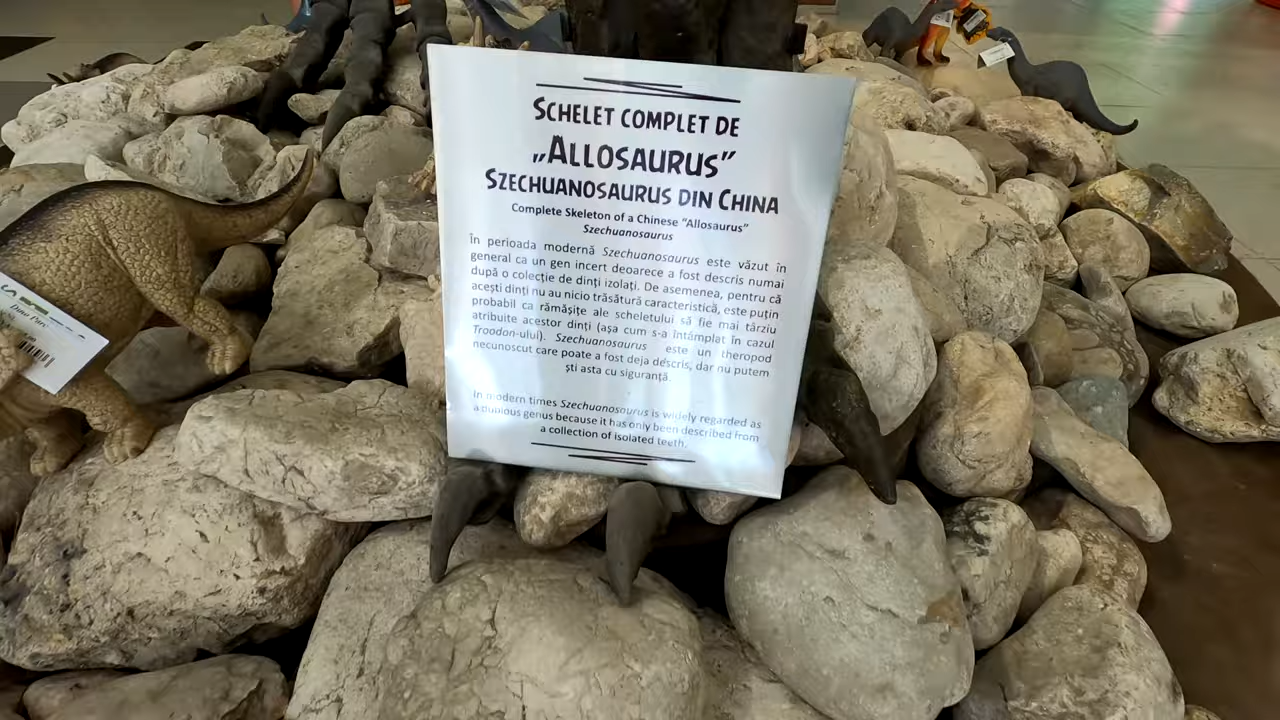 SCHELET COMPLET DE
„ALLOSAURUS”
SZECHUANOSAURUS DIN CHINA
Complete Skeleton of a Chinese "Allosaurus"
Szechuanosaurus
În perioada modernă Szechuanosaurus este văzut în
general ca un gen incert deoarece a fost descris numai
după o colecție de dinți izolați. De asemenea, pentru că
acești dinți nu au nicio trăsătură caracteristică, este puțin
probabil ca rămășițe ale scheletului să fie mai târziu
atribuite acestor dinți (așa cum s-a întâmplat în cazul
Troodon-ului). Szechuanosaurus este un theropod
necunoscut care poate a fost deja descris, dar nu putem
ști asta cu siguranță.
In modern times Szechuanosaurus is widely regarded as
a dubious genus because it has only been described from
a collection of isolated teeth.
Dino Parc